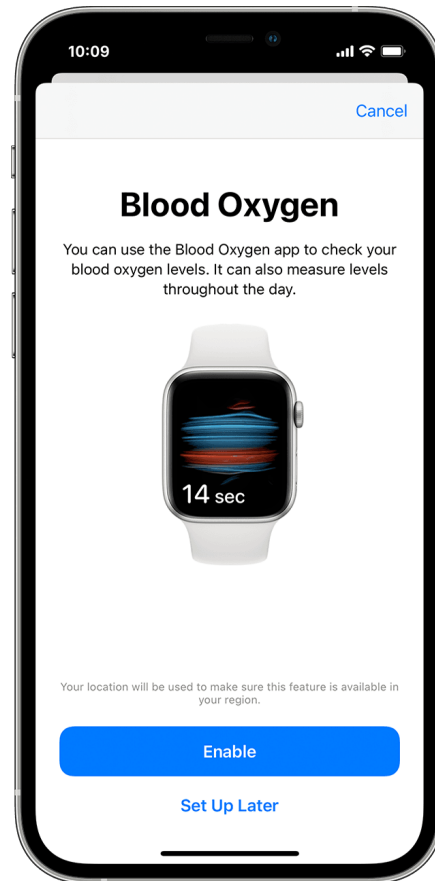 10:09
Cancel
Blood Oxygen
You can use the Blood Oxygen app to check your
blood oxygen levels. It can also measure levels
throughout the day.
14 sec
Your location will be used to make sure this feature is available in
your region.
Enable
Set Up Later